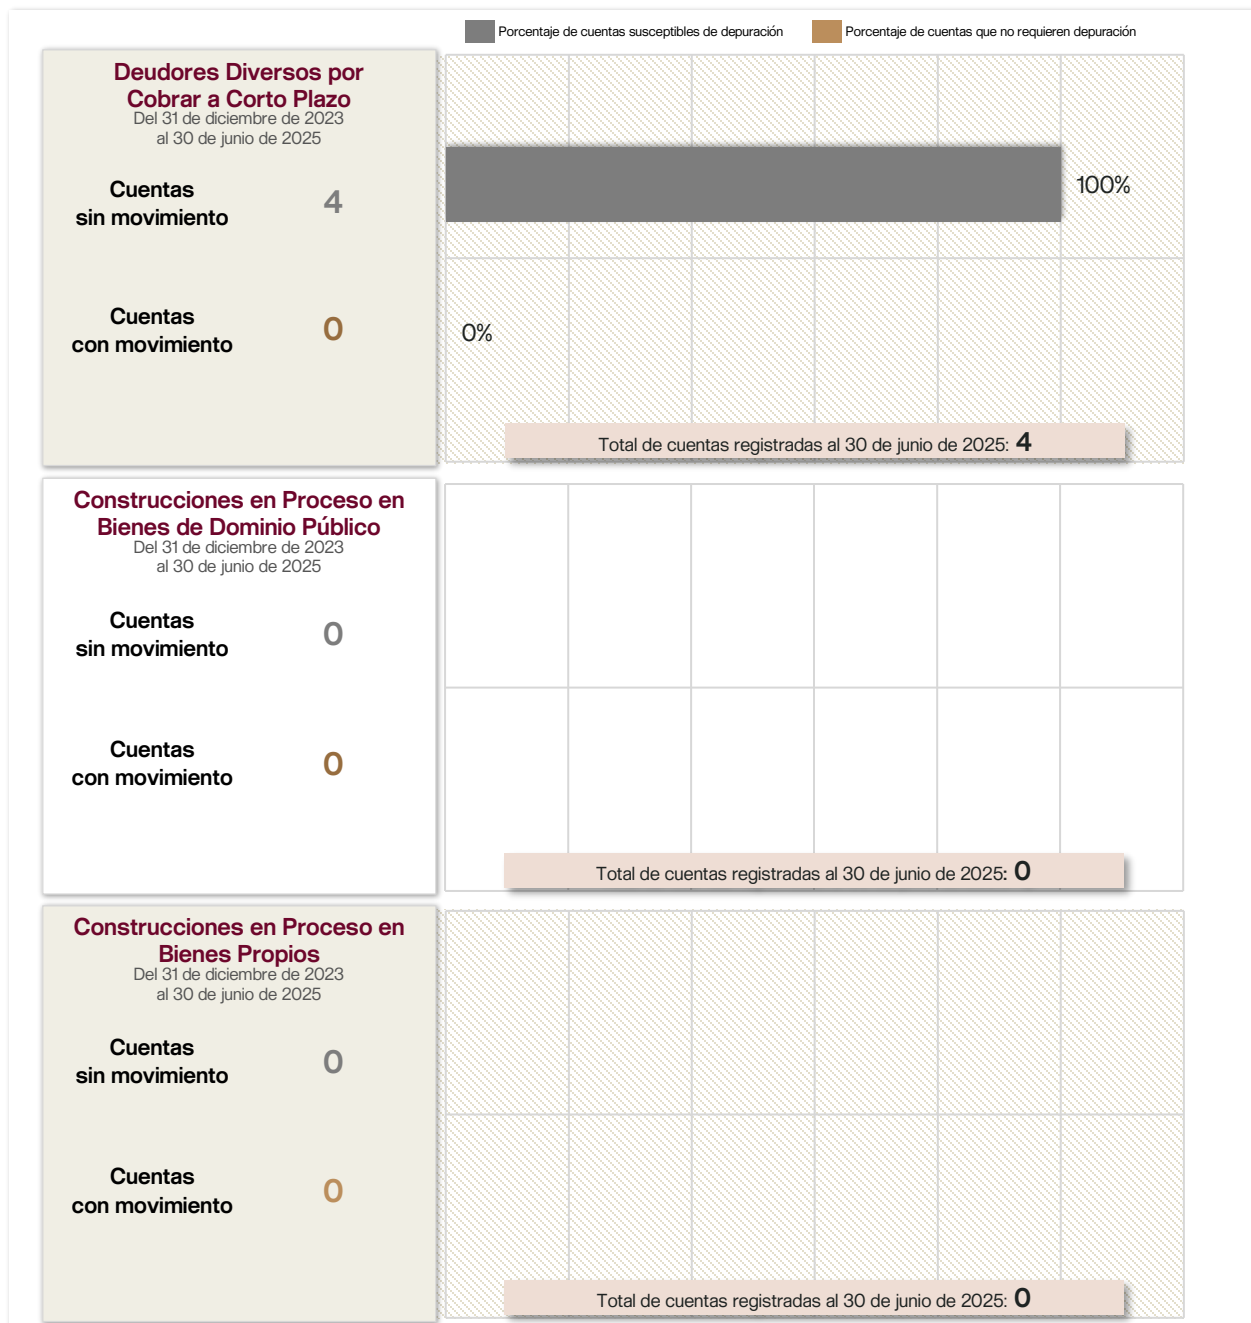 Porcentaje de cuentas susceptibles de depuración
Porcentaje de cuentas que no requieren depuración
Deudores Diversos por
Cobrar a Corto Plazo
Del 31 de diciembre de 2023
al 30 de junio de 2025
Cuentas
sin movimiento
4
100%
Cuentas
con movimiento
0
0%
Total de cuentas registradas al 30 de junio de 2025: 4
Construcciones en Proceso en
Bienes de Dominio Público
Del 31 de diciembre de 2023
al 30 de junio de 2025
Cuentas
sin movimiento
0
Cuentas
con movimiento
0
Total de cuentas registradas al 30 de junio de 2025: 0
Construcciones en Proceso en
Bienes Propios
Del 31 de diciembre de 2023
al 30 de junio de 2025
Cuentas
sin movimiento
0
Cuentas
con movimiento
0
Total de cuentas registradas al 30 de junio de 2025: 0